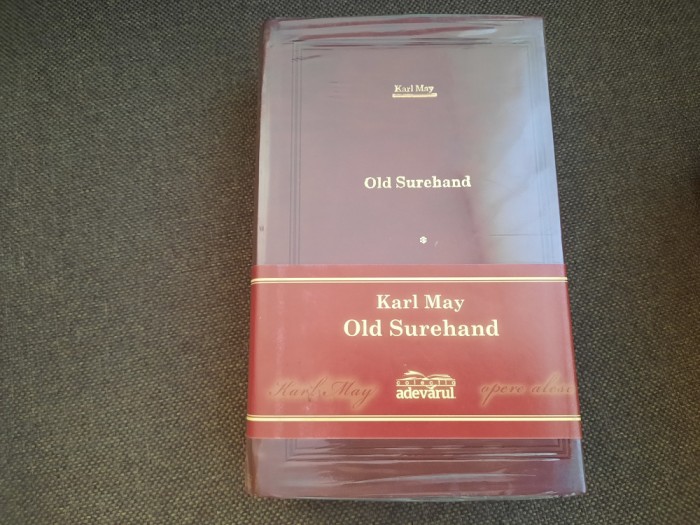 Karl May
Old Surehand
*
Karl May
Old Surehand
colecția
adevărul
Karl May
opere alese